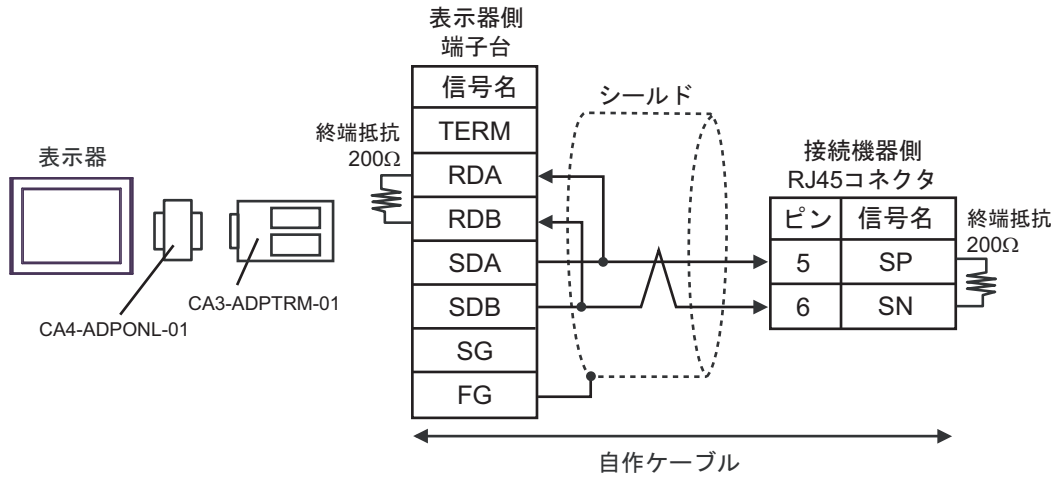 表示器
CA4-ADPONL-01
CA3-ADPTRM-01
終端抵抗
200Ω
表示器側
端子台
信号名
TERM
RDA
RDB
SDA
SDB
SG
FG
シールド
接続機器側
RJ45コネクタ
ピン 信号名
5 SP
6 SN
終端抵抗
200Ω
自作ケーブル